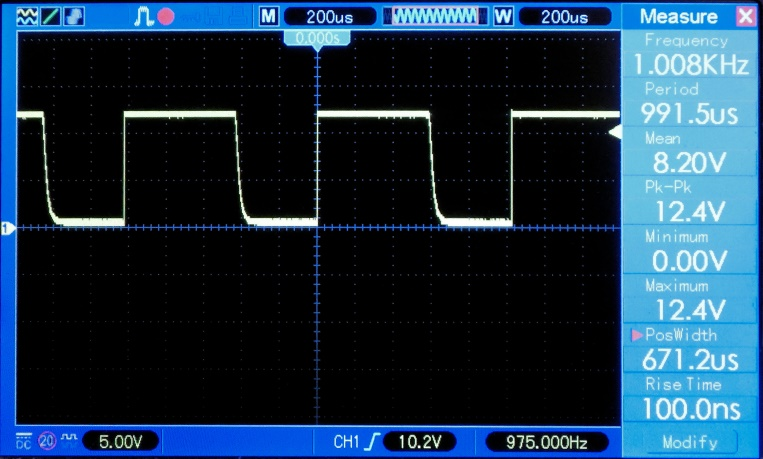 M 200us W 200us Measure X
0.000s
Frequency
1.008KHz
Period
991.5us
Mean
8.20V
Pk-Pk
12.4V
Minimum
0.00V
Maximum
12.4V
PosWidth
671.2us
Rise Time
100.0ns
1
DC 20 5.00V CH1 10.2V 975.000Hz Modify